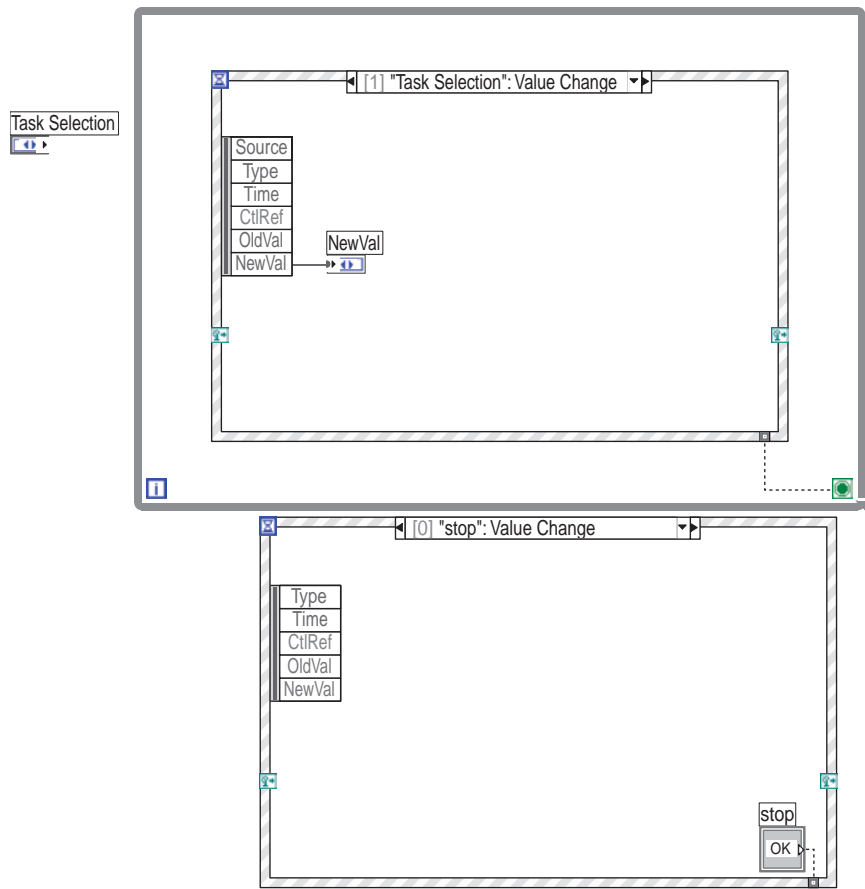 [1] "Task Selection": Value Change
Task Selection
Source
Type
Time
CtlRef
OldVal
NewVal
NewVal
i
[0] "stop": Value Change
Type
Time
CtlRef
OldVal
NewVal
stop
OK